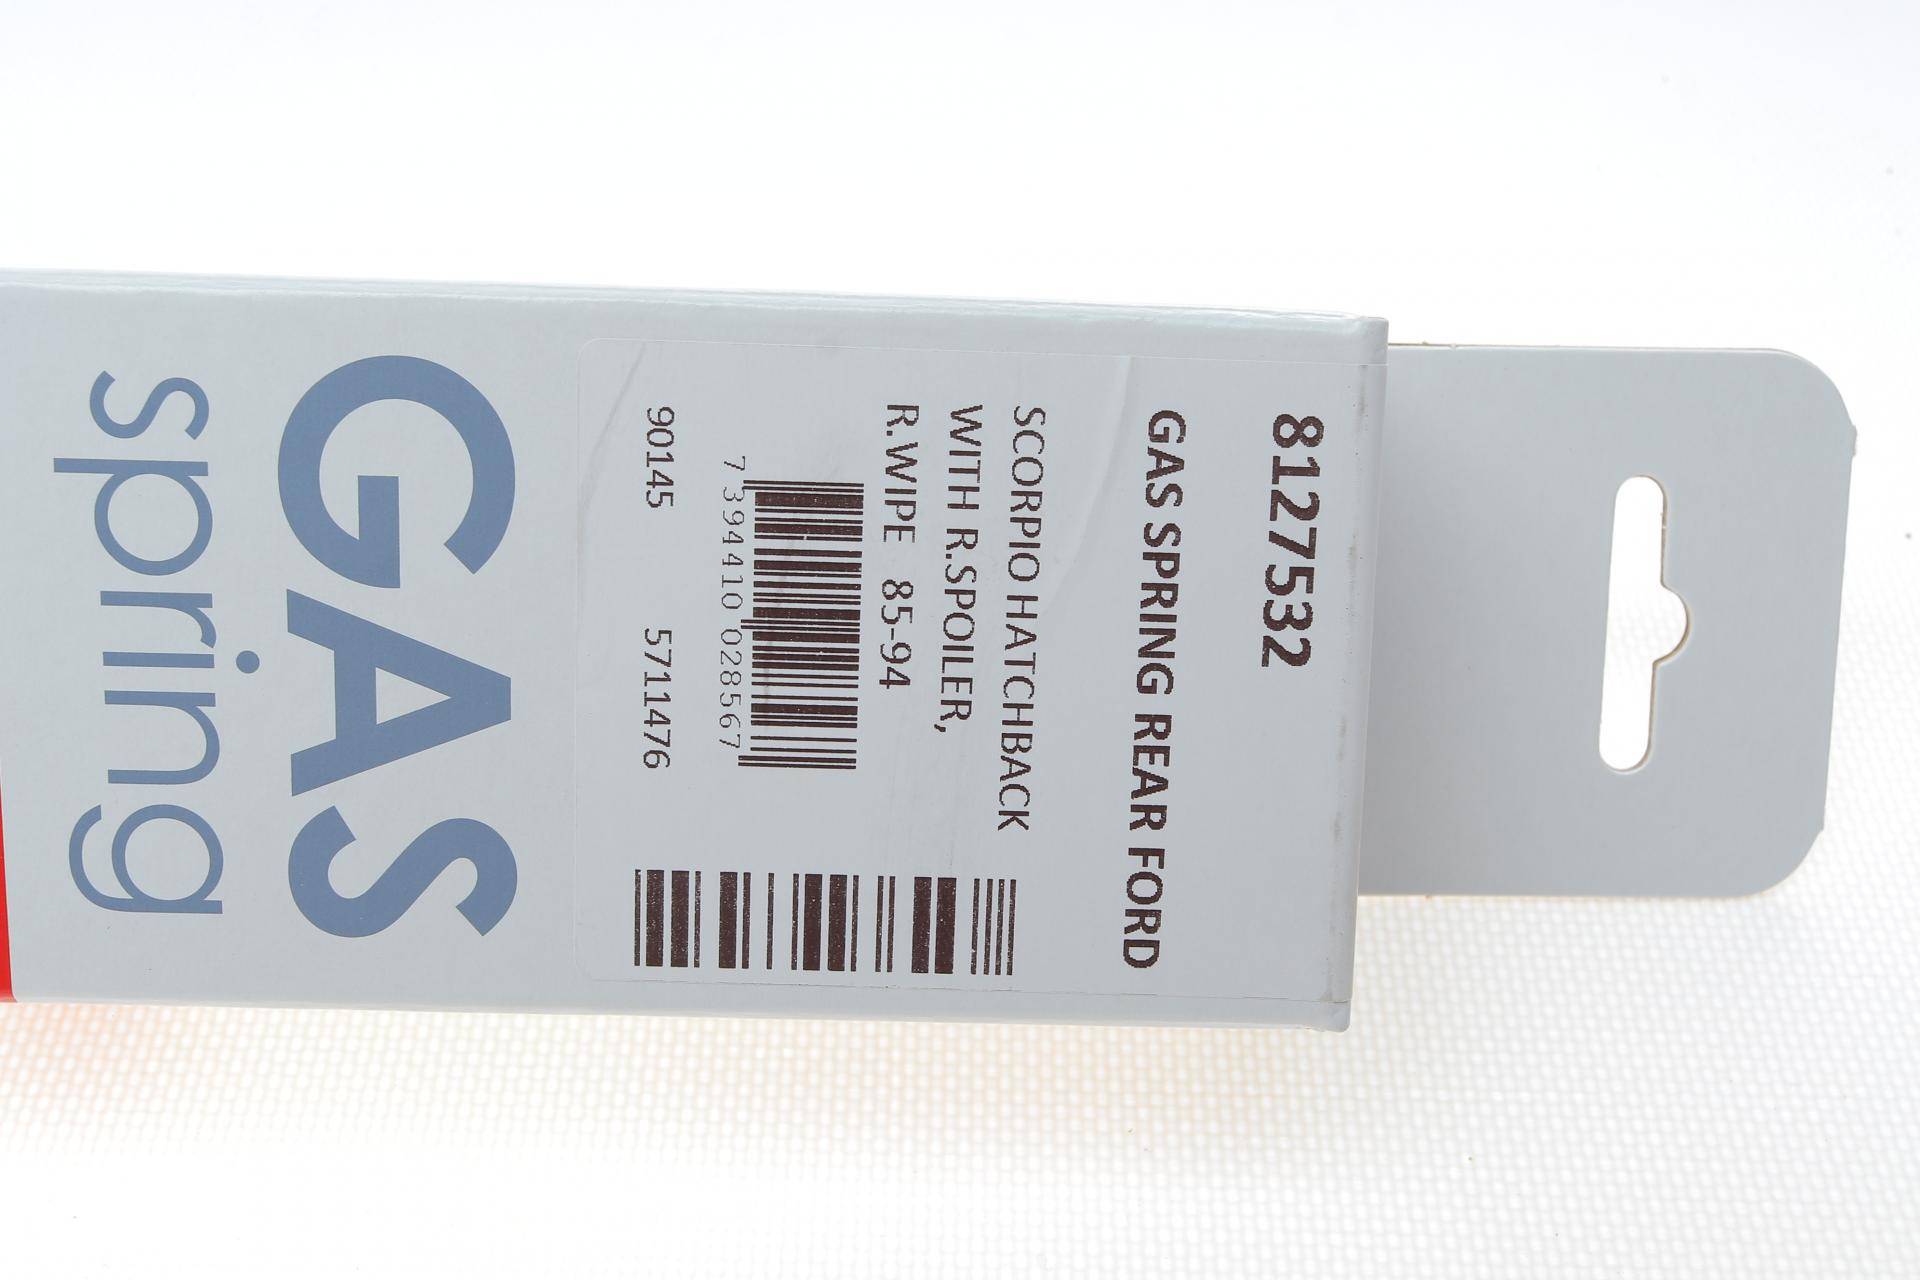 8127532
GAS SPRING REAR FORD
SCORPIO HATCHBACK
WITH R.SPOILER,
R.WIPE 85-94
7 394410 028567
90145 5711476
GAS
spring